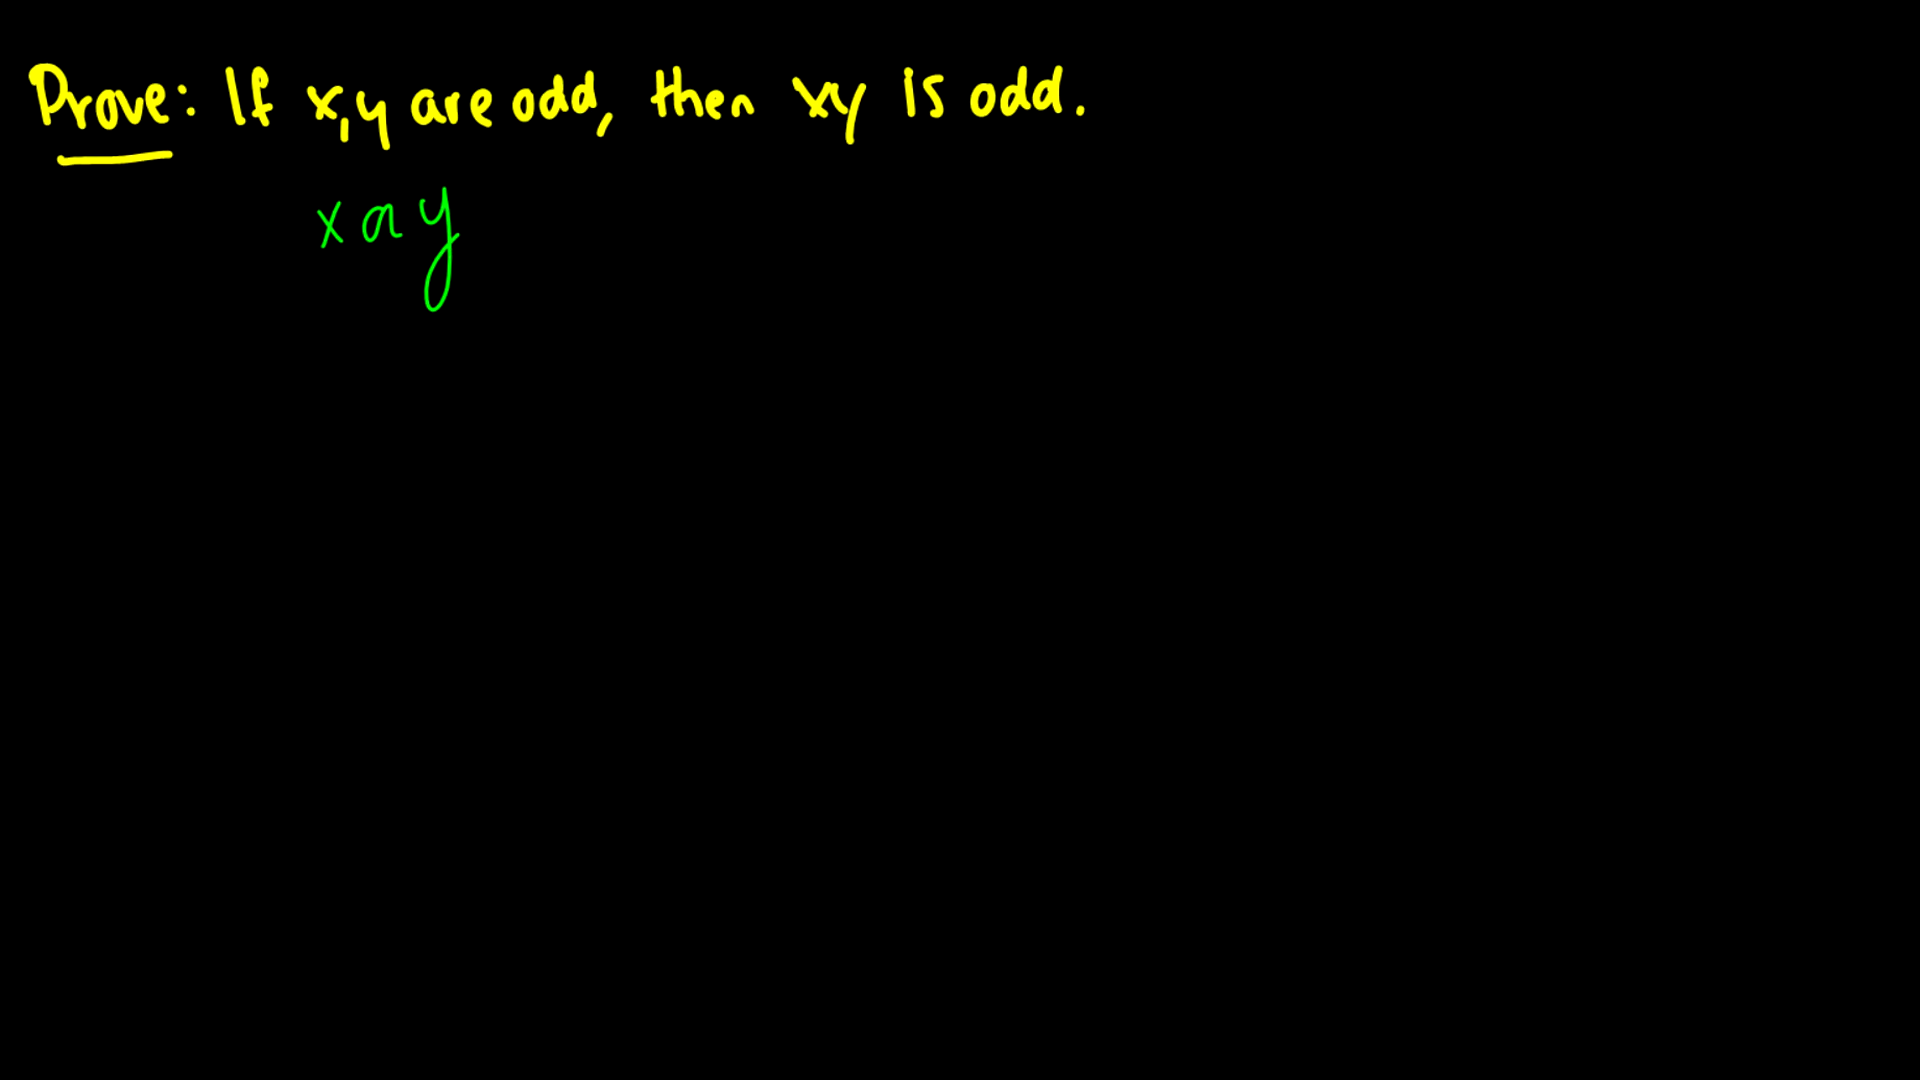 Prove: If x,y are odd, then xy is odd.
x a y